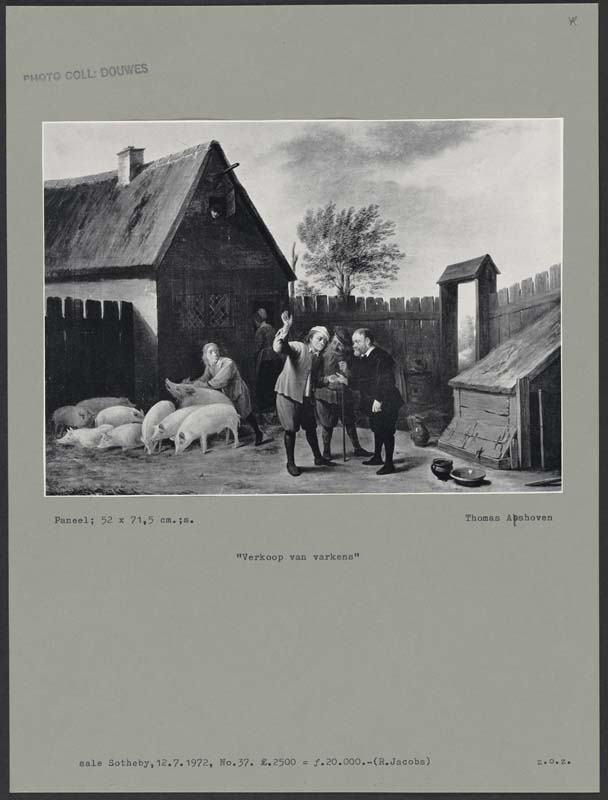 PHOTO COLL: DOUWES
Paneel; 52 x 71,5 cm.;s.
Thomas Apshoven
"Verkoop van varkens"
sale Sotheby,12.7.1972, No.37. £.2500 = ƒ.20.000.-(R.Jacobs)
z.o.z.